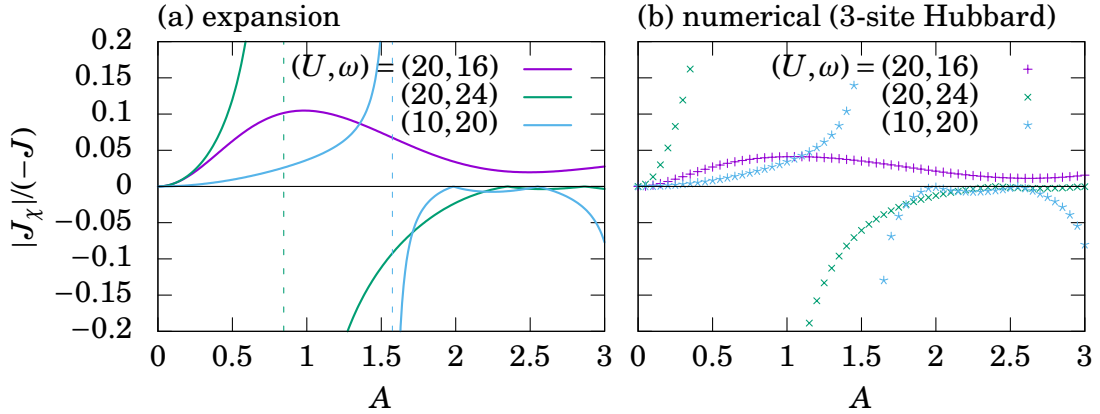 (a) expansion
(b) numerical (3-site Hubbard)
|Jχ|/(−J)
0.2
0.15
0.1
0.05
0
−0.05
−0.1
−0.15
−0.2
(U,ω)=(20,16)
(20,24)
(10,20)
(U,ω)=(20,16)
(20,24)
(10,20)
0 0.5 1 1.5 2 2.5 3
0 0.5 1 1.5 2 2.5 3
A
A